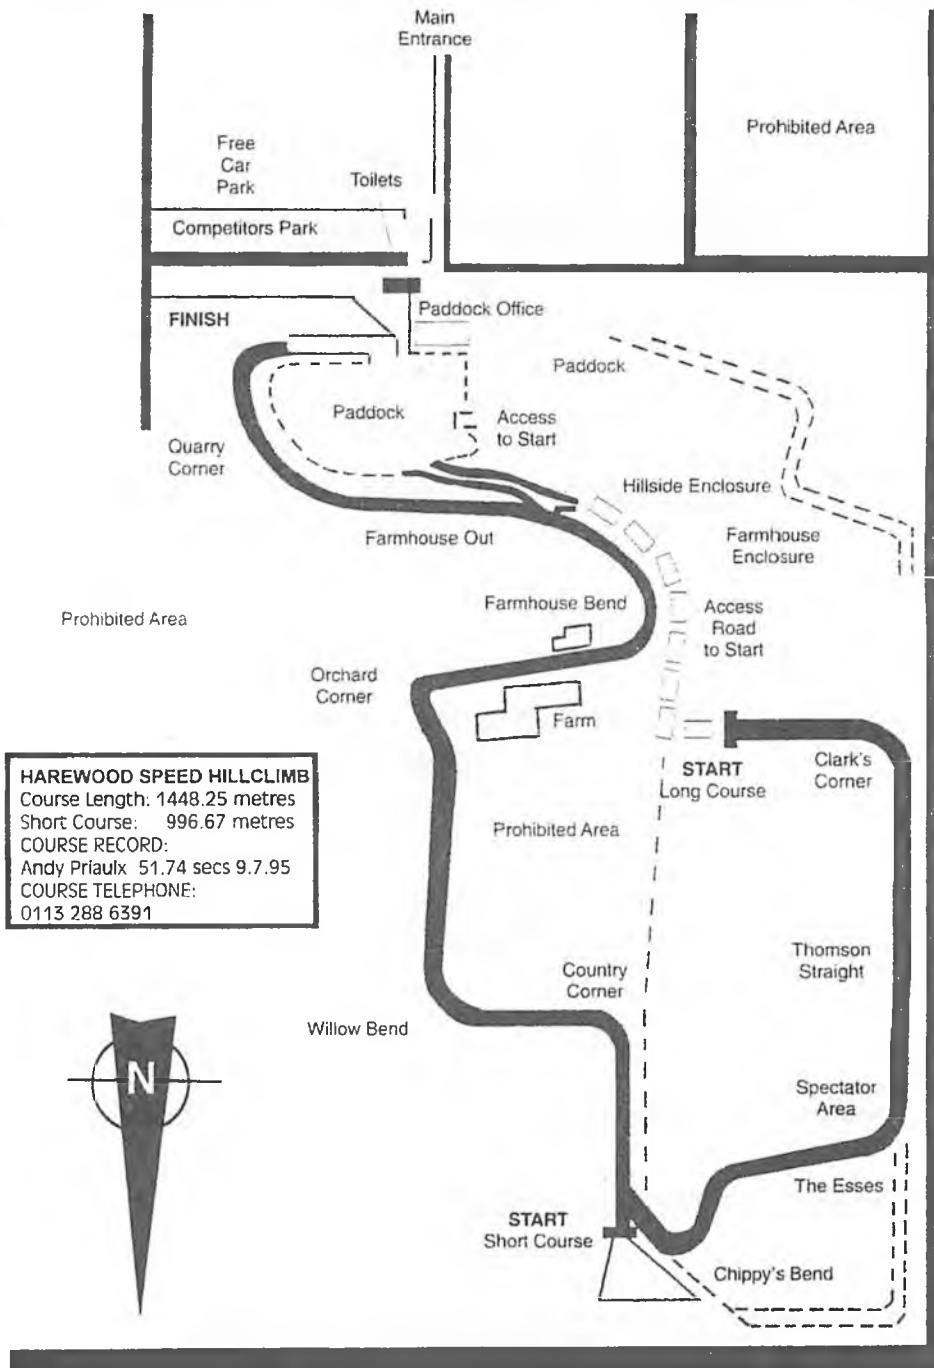 Main
Entrance
Prohibited Area
Free
Car
Park
Toilets
Competitors Park
FINISH
Paddock Office
Paddock
Paddock
Access
to Start
Quarry
Corner
Hillside Enclosure
Farmhouse Out
Farmhouse
Enclosure
Farmhouse Bend
Access
Road
to Start
Prohibited Area
Orchard
Corner
Farm
START
Long Course
Clark's
Corner
HAREWOOD SPEED HILLCLIMB
Course Length: 1448.25 metres
Short Course: 996.67 metres
COURSE RECORD:
Andy Priaulx 51.74 secs 9.7.95
COURSE TELEPHONE:
0113 288 6391
Prohibited Area
Thomson
Straight
Country
Corner
Willow Bend
N
Spectator
Area
The Esses
START
Short Course
Chippy's Bend